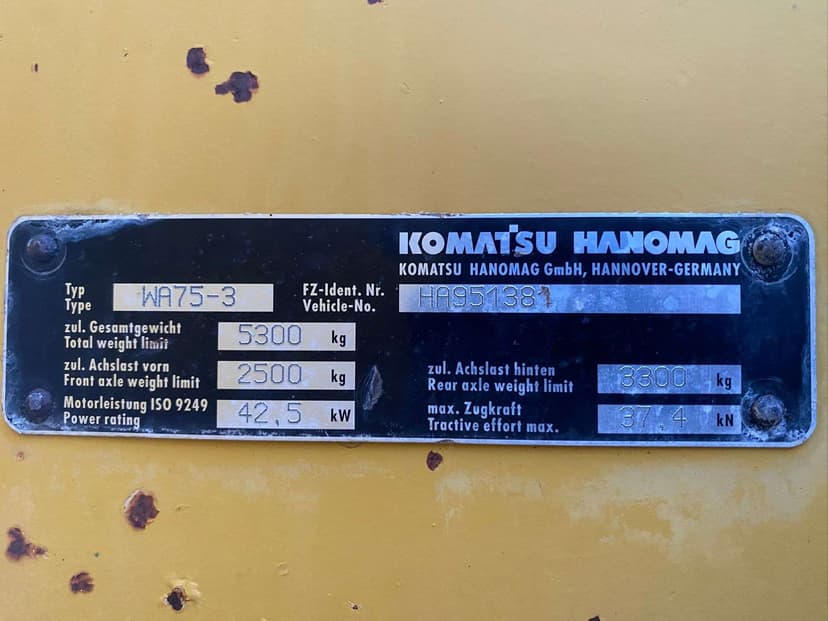 KOMATSU HANOMAG
KOMATSU HANOMAG GmbH, HANNOVER-GERMANY
Typ
Type
WA75-3
FZ-Ident. Nr.
Vehicle-No.
HA951381
zul. Gesamtgewicht
Total weight limit
5300 kg
zul. Achslast vorn
Front axle weight limit
2500 kg
zul. Achslast hinten
Rear axle weight limit
3300 kg
Motorleistung ISO 9249
Power rating
42,5 kW
max. Zugkraft
Tractive effort max.
37,4 kN